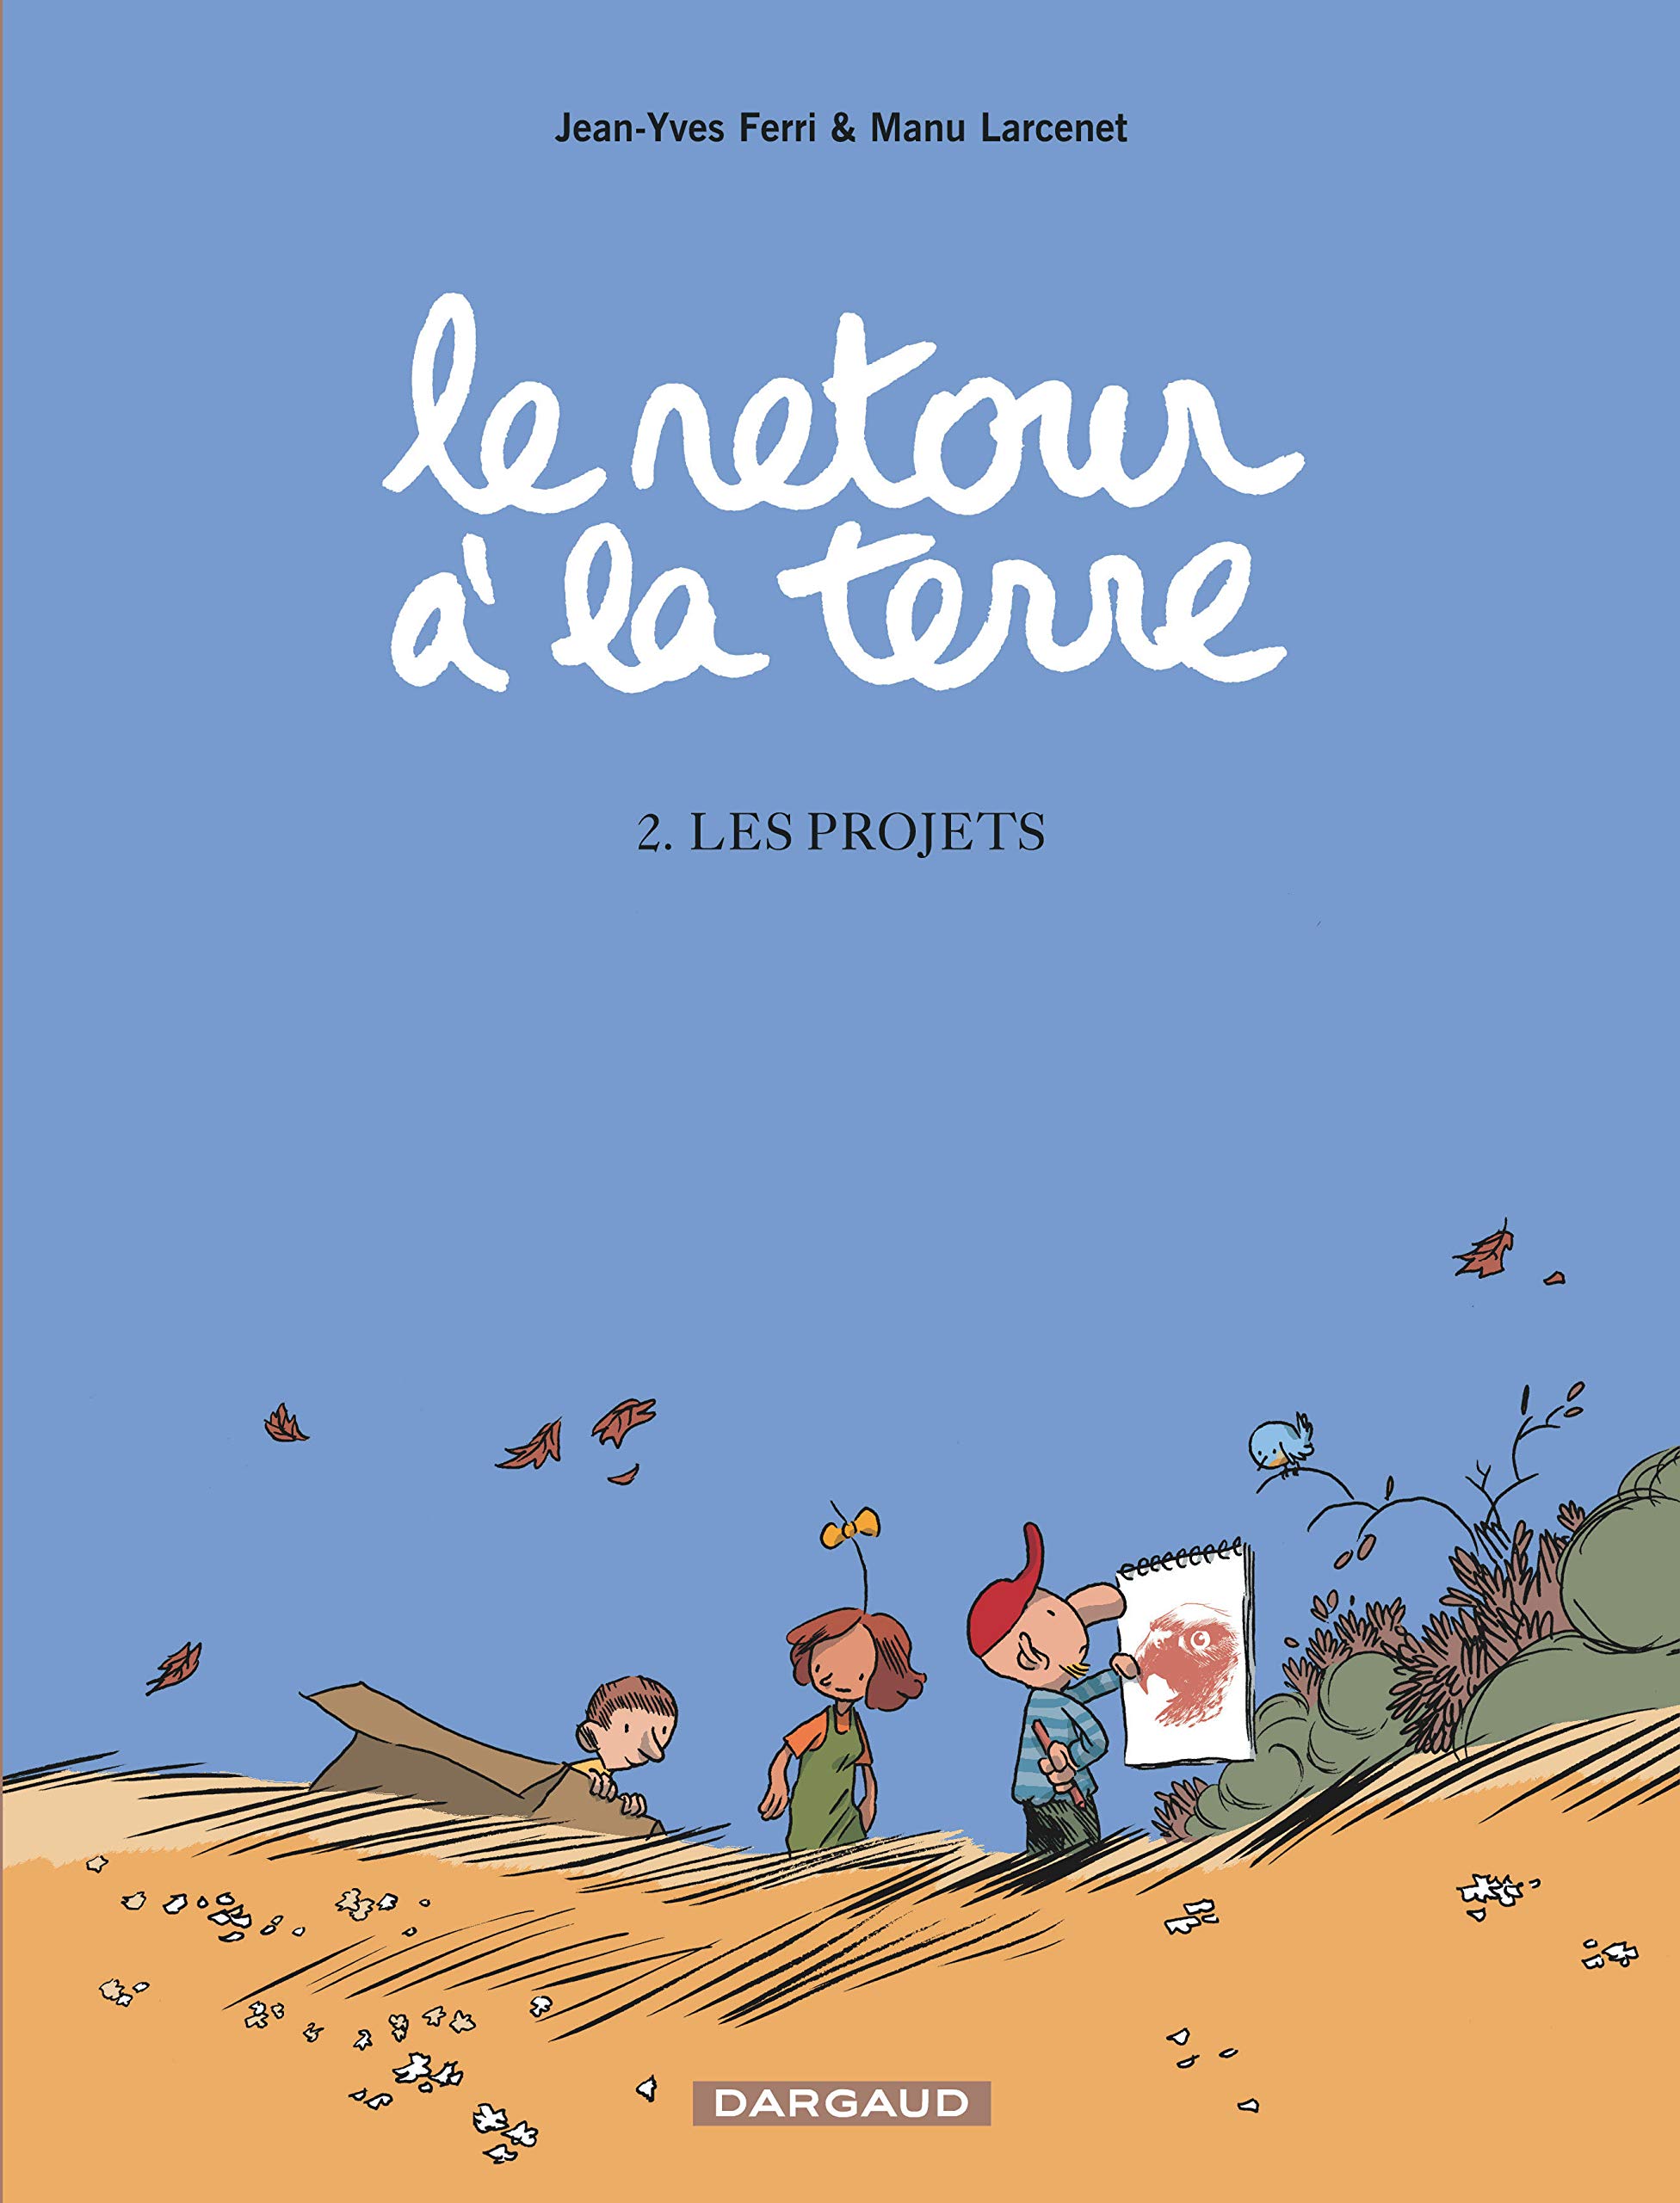 Jean-Yves Ferri & Manu Larcenet
le retour
à la terre
2. LES PROJETS
DARGAUD